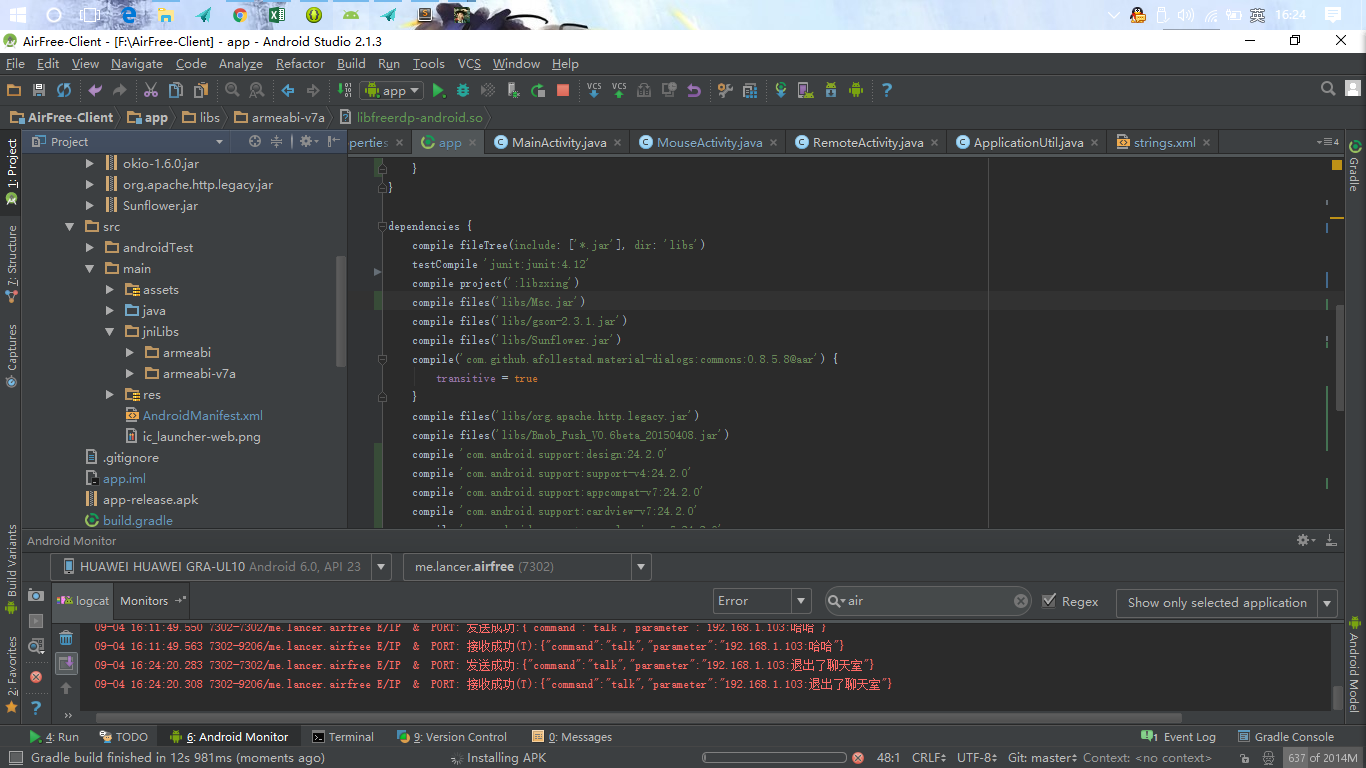 英 16:24
AirFree-Client - [F:\AirFree-Client] - app - Android Studio 2.1.3
File Edit View Navigate Code Analyze Refactor Build Run Tools VCS Window Help
app VCS VCS
AirFree-Client app libs armeabi-v7a libfreerdp-android.so
Project
perties app MainActivity.java MouseActivity.java RemoteActivity.java ApplicationUtil.java strings.xml 4
1: Project
7: Structure
Captures
Build Variants
2: Favorites
okio-1.6.0.jar
org.apache.http.legacy.jar
Sunflower.jar
src
androidTest
main
assets
java
jniLibs
armeabi
armeabi-v7a
res
AndroidManifest.xml
ic_launcher-web.png
.gitignore
app.iml
app-release.apk
build.gradle
}
}
dependencies {
compile fileTree(include: ['*.jar'], dir: 'libs')
testCompile 'junit:junit:4.12'
compile project(':libzxing')
compile files('libs/Msc.jar')
compile files('libs/gson-2.3.1.jar')
compile files('libs/Sunflower.jar')
compile('com.github.afollestad.material-dialogs:commons:0.8.5.8@aar') {
transitive = true
}
compile files('libs/org.apache.http.legacy.jar')
compile files('libs/Bmob_Push_V0.6beta_20150408.jar')
compile 'com.android.support:design:24.2.0'
compile 'com.android.support:support-v4:24.2.0'
compile 'com.android.support:appcompat-v7:24.2.0'
compile 'com.android.support:cardview-v7:24.2.0'
Gradle
Android Model
Android Monitor
HUAWEI HUAWEI GRA-UL10 Android 6.0, API 23 me.lancer.airfree (7302)
logcat Monitors Error air Regex Show only selected application
09-04 16:11:49.550 7302-7302/me.lancer.airfree E/IP & PORT: 发送成功:{"command":"talk","parameter":"192.168.1.103:哈哈"}
09-04 16:11:49.563 7302-9206/me.lancer.airfree E/IP & PORT: 接收成功(T):{"command":"talk","parameter":"192.168.1.103:哈哈"}
09-04 16:24:20.283 7302-7302/me.lancer.airfree E/IP & PORT: 发送成功:{"command":"talk","parameter":"192.168.1.103:退出了聊天室"}
09-04 16:24:20.308 7302-9206/me.lancer.airfree E/IP & PORT: 接收成功(T):{"command":"talk","parameter":"192.168.1.103:退出了聊天室"}
4: Run TODO 6: Android Monitor Terminal 9: Version Control 0: Messages 1 Event Log Gradle Console
Gradle build finished in 12s 981ms (moments ago) Installing APK 48:1 CRLF UTF-8 Git: master Context: <no context> 637 of 2014M